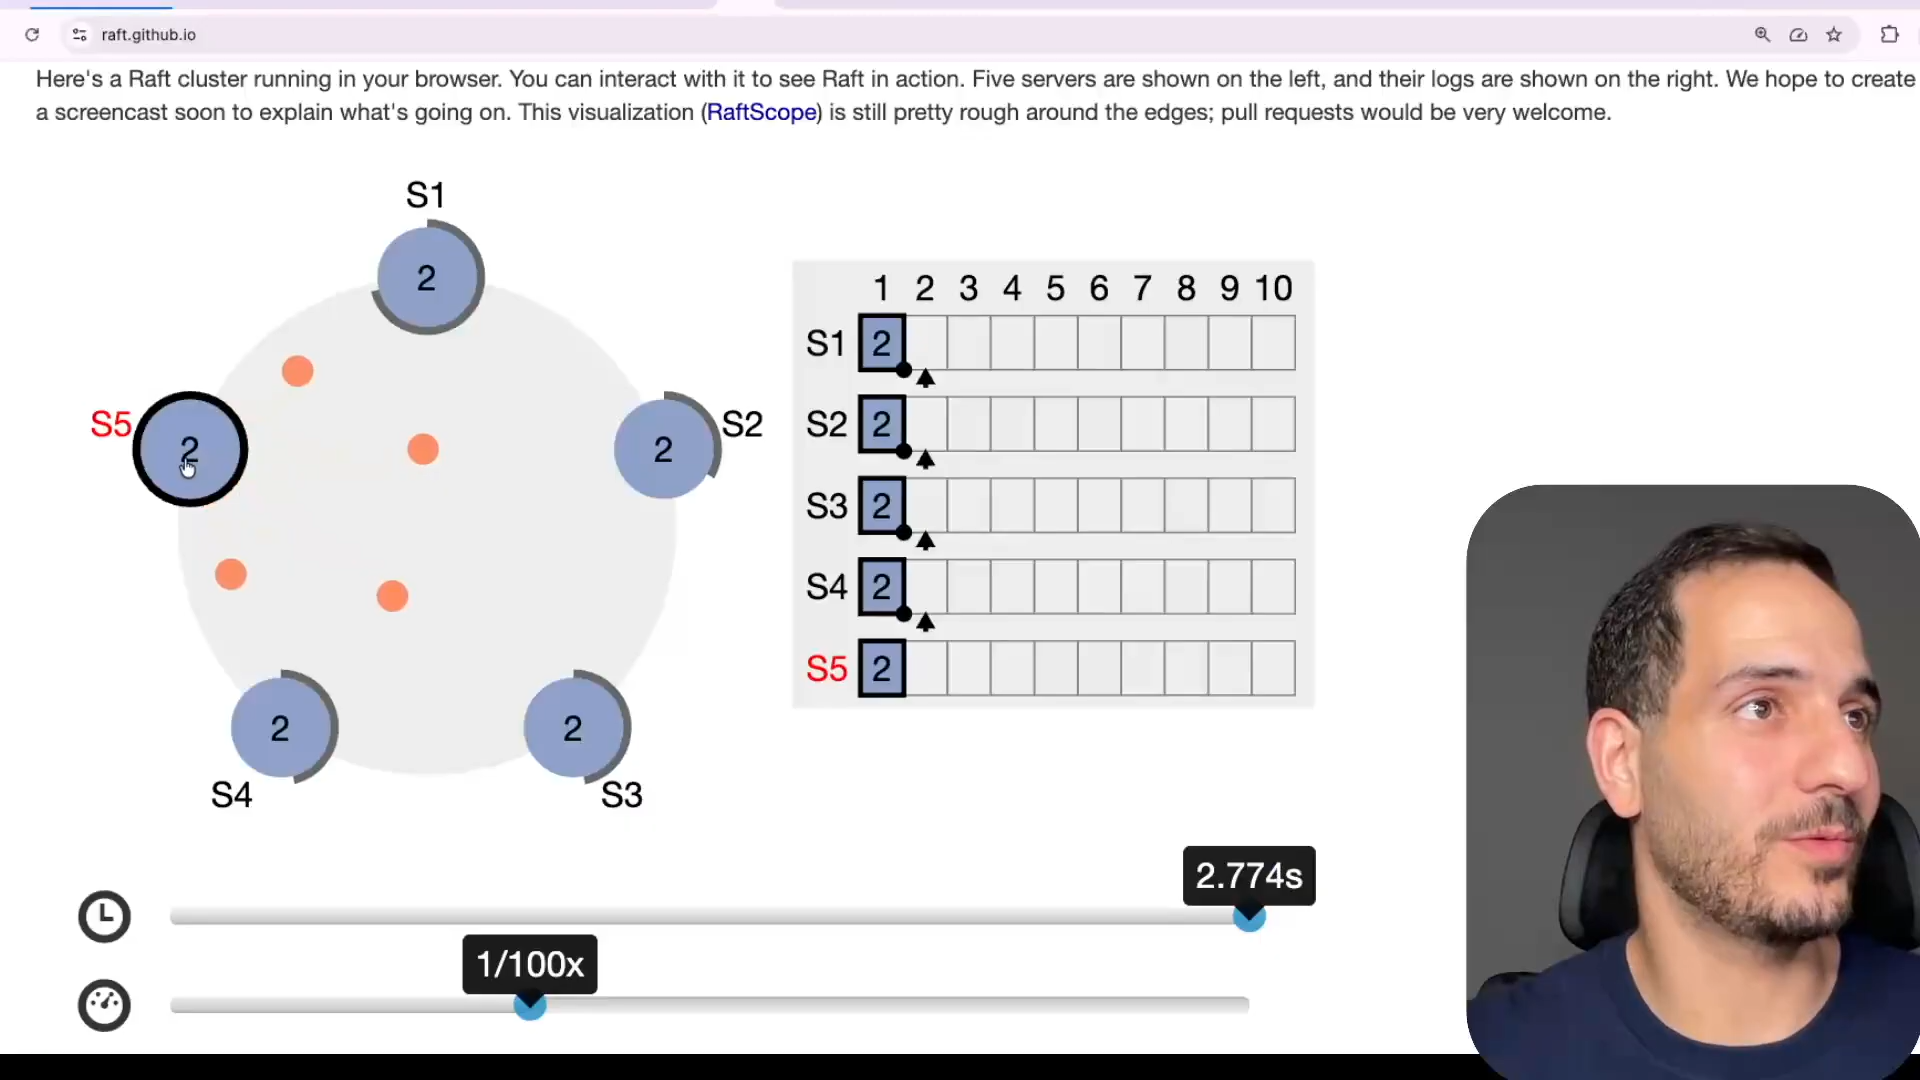 raft.github.io
Here's a Raft cluster running in your browser. You can interact with it to see Raft in action. Five servers are shown on the left, and their logs are shown on the right. We hope to create
a screencast soon to explain what's going on. This visualization (RaftScope) is still pretty rough around the edges; pull requests would be very welcome.
S1
2
S5
2
2
S2
2
S4
2
S3
1 2 3 4 5 6 7 8 9 10
S1 2
S2 2
S3 2
S4 2
S5 2
2.774s
1/100x